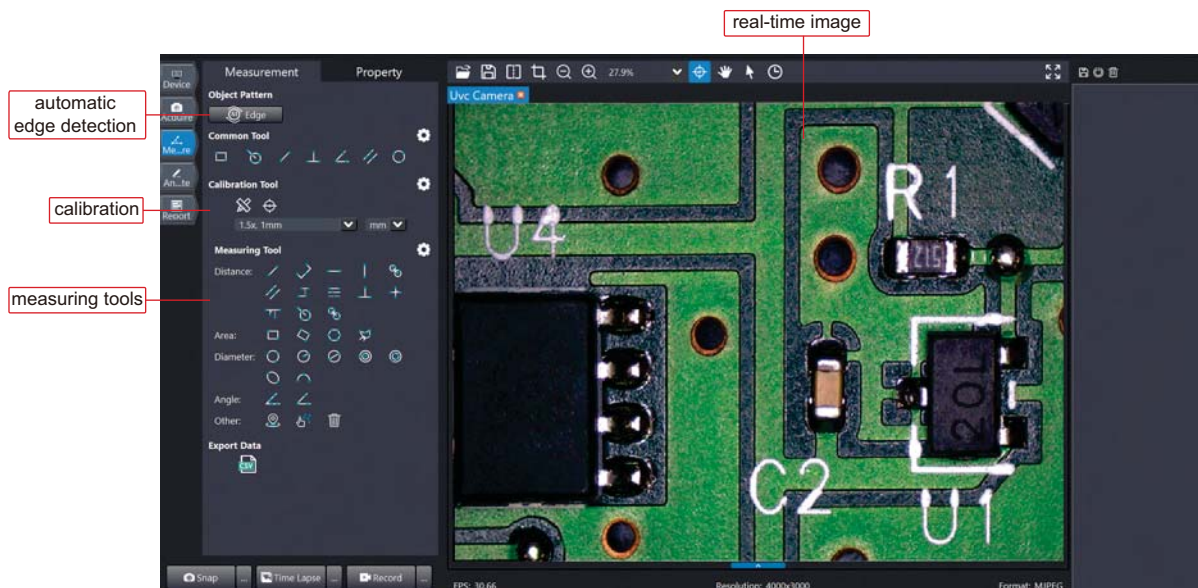 real-time image
Measurement Property
27.9%
Device
Uvc Camera
Object Pattern
automatic
edge detection
Edge
Acquire
Common Tool
Me...re
R1
Calibration Tool
An...te
calibration
Report
1.5x, 1mm mm
U4
215
Measuring Tool
Distance:
measuring tools
Area:
Diameter:
20L
Angle:
Other:
Export Data
CSV
C2
U1
Snap ... Time Lapse ... Record ...
FPS: 30.66 Resolution: 4000x3000 Format: MJPEG